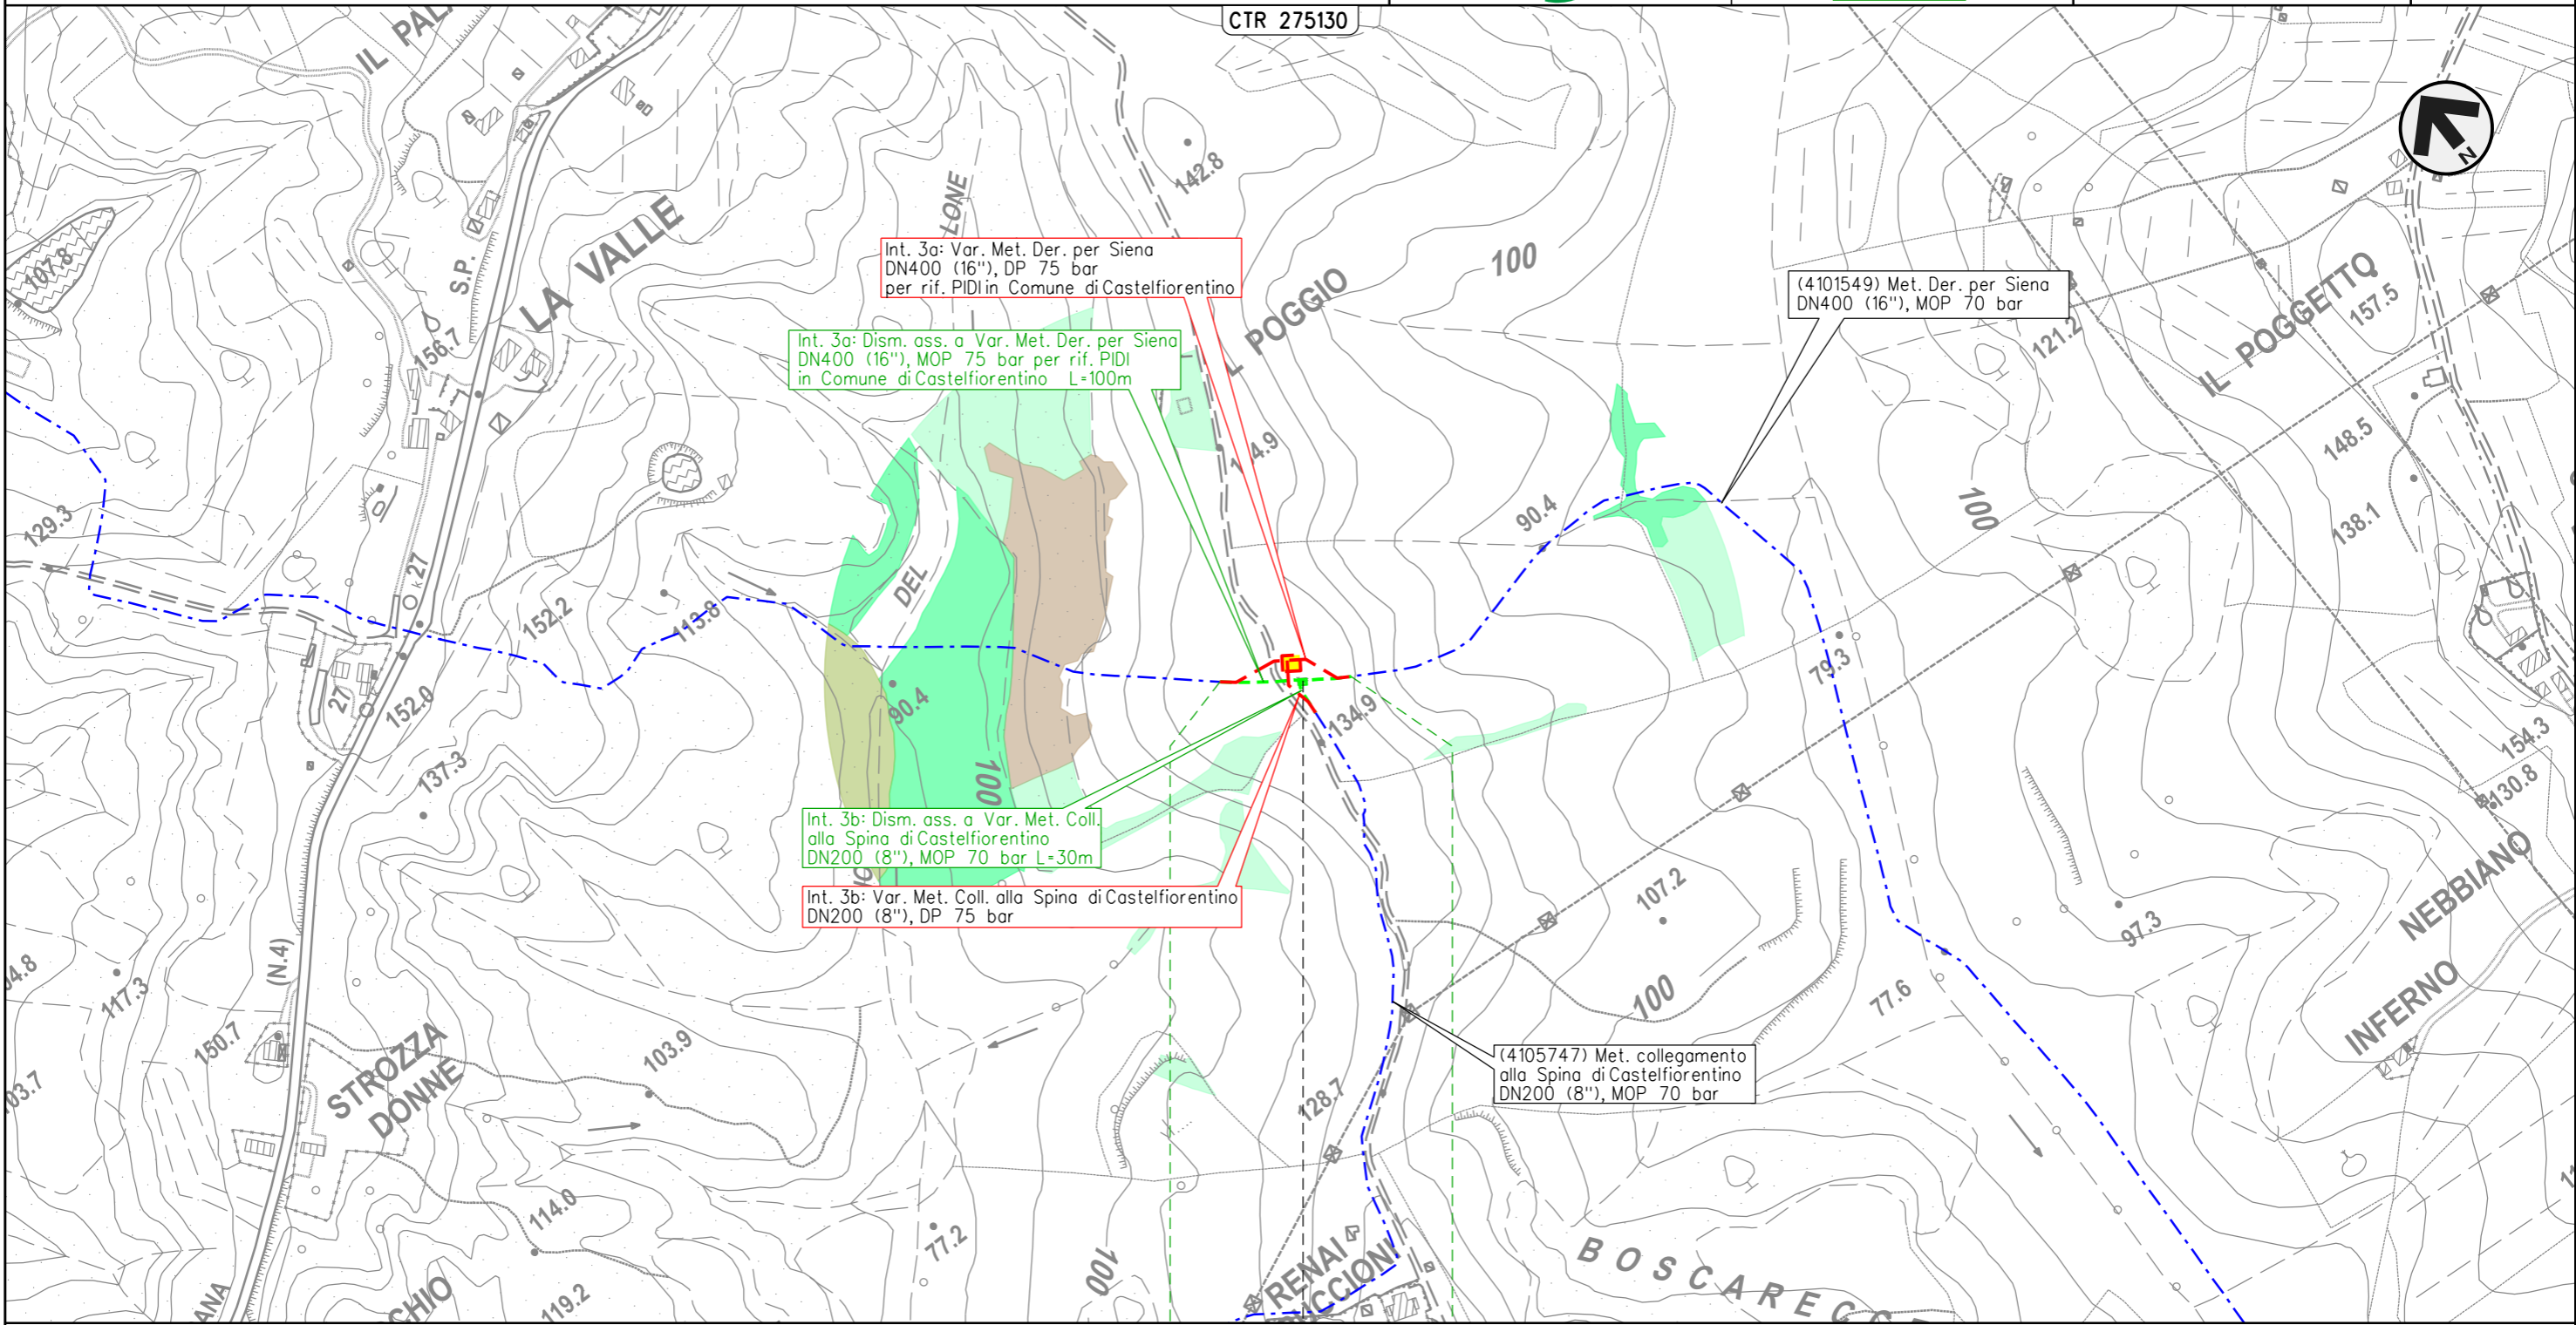 CTR 275130
IL
LONE
142.8
N
107.8
S.P.
LA VALLE
Int. 3a: Var. Met. Der. per Siena
DN400 (16"), DP 75 bar
per rif. PIDI in Comune di Castelfiorentino
100
(4101549) Met. Der. per Siena
DN400 (16"), MOP 70 bar
POGGIO
IL POGGETTO
157.5
121.2
156.7
Int. 3a: Dism. ass. a Var. Met. Der. per Siena
DN400 (16"), MOP 75 bar per rif. PIDI
in Comune di Castelfiorentino L=100m
148.5
138.1
129.3
90.4
100
k 27
DEL
152.2
113.8
79.3
27
152.0
90.4
134.9
137.3
100
154.3
130.8
Int. 3b: Dism. ass. a Var. Met. Coll.
alla Spina di Castelfiorentino
DN200 (8"), MOP 70 bar L=30m
Int. 3b: Var. Met. Coll. alla Spina di Castelfiorentino
DN200 (8"), DP 75 bar
107.2
97.3
NEBBIANO
(N.4)
117.3
100
77.6
INFERNO
150.7
STROZZA
DONNE
103.9
(4105747) Met. collegamento
alla Spina di Castelfiorentino
DN200 (8"), MOP 70 bar
128.7
114.0
77.2
100
RENAI
BOSCARECC
119.2